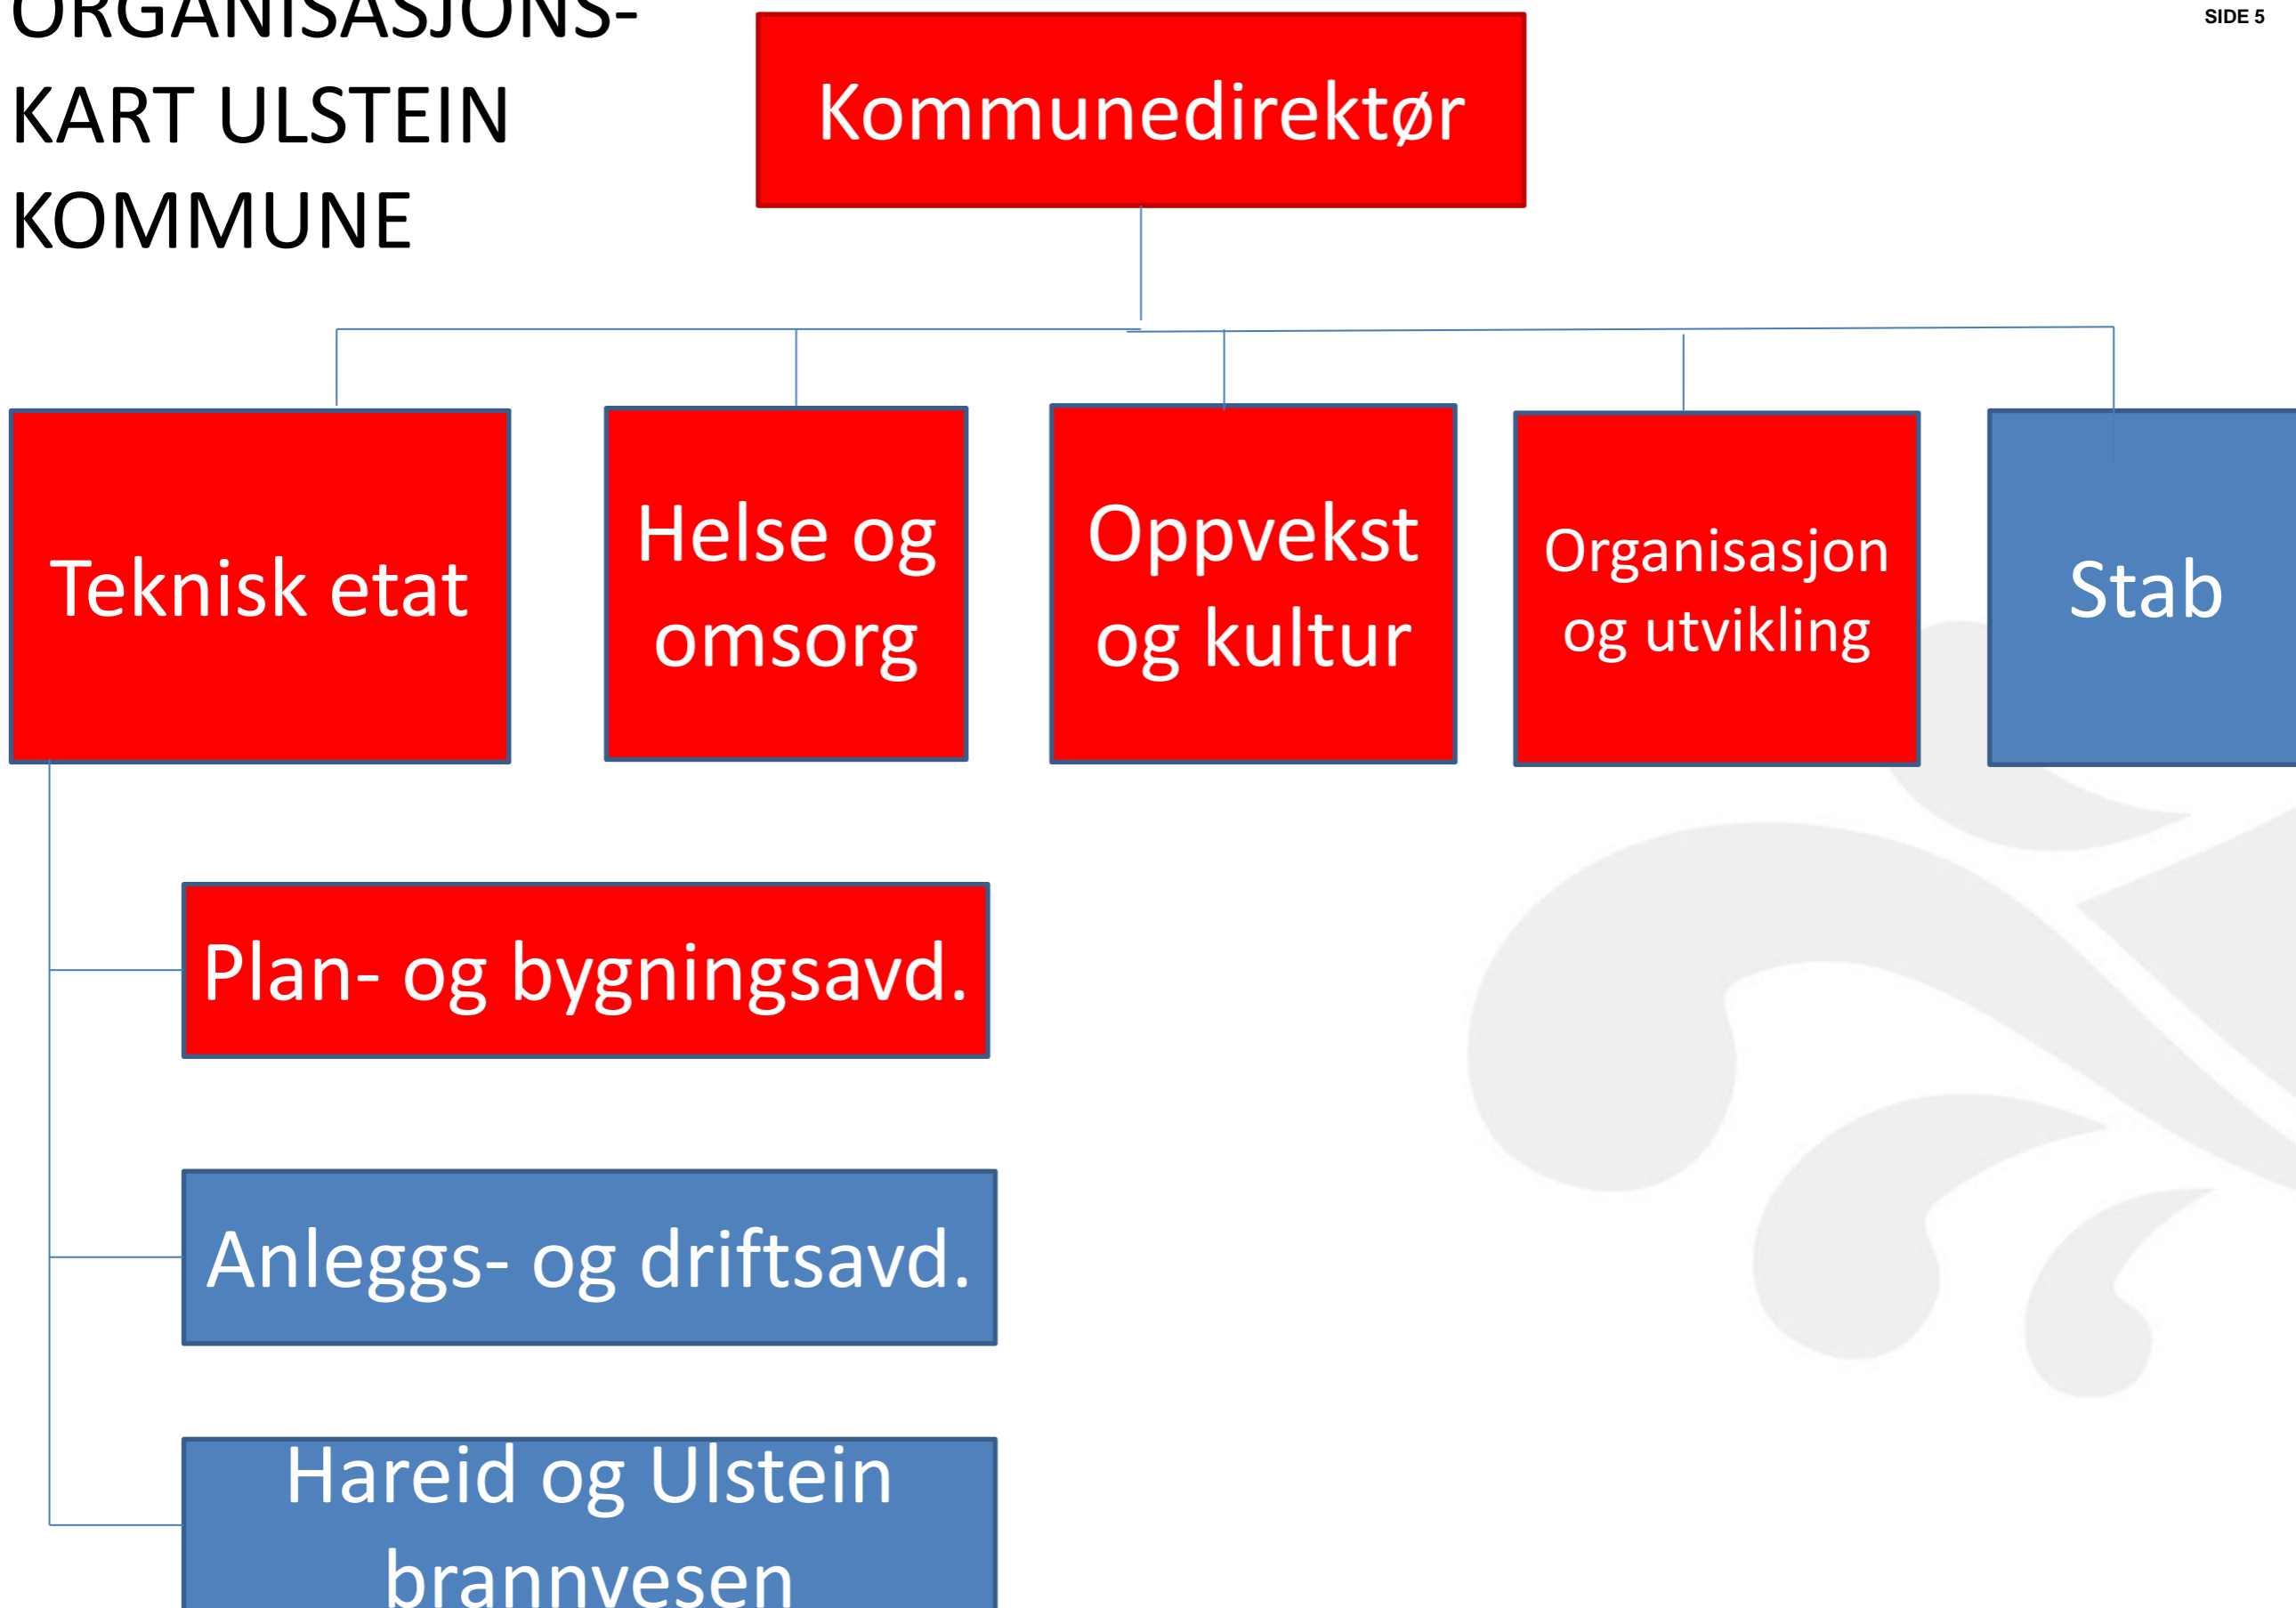 ORGANISASJONS-
KART ULSTEIN
KOMMUNE
SIDE 5
Kommunedirektør
Teknisk etat
Helse og
omsorg
Oppvekst
og kultur
Organisasjon
og utvikling
Stab
Plan- og bygningsavd.
Anleggs- og driftsavd.
Hareid og Ulstein
brannvesen